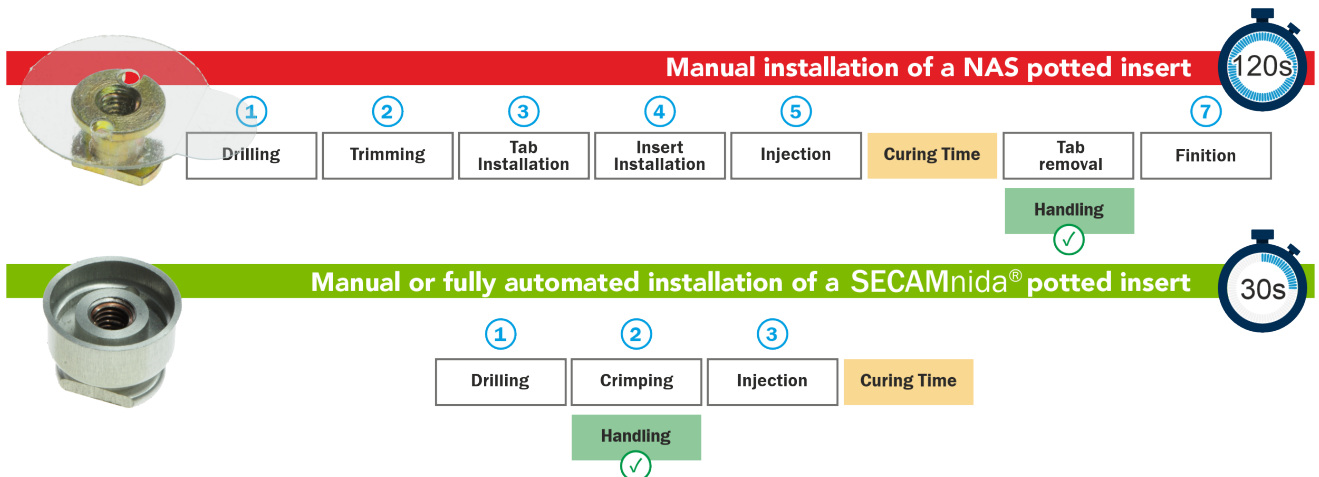 Manual installation of a NAS potted insert
120s
1
2
3
4
5
7
Drilling
Trimming
Tab
Installation
Insert
Installation
Injection
Curing Time
Tab
removal
Finition
Handling
Manual or fully automated installation of a SECAMnida® potted insert
30s
1
2
3
Drilling
Crimping
Injection
Curing Time
Handling